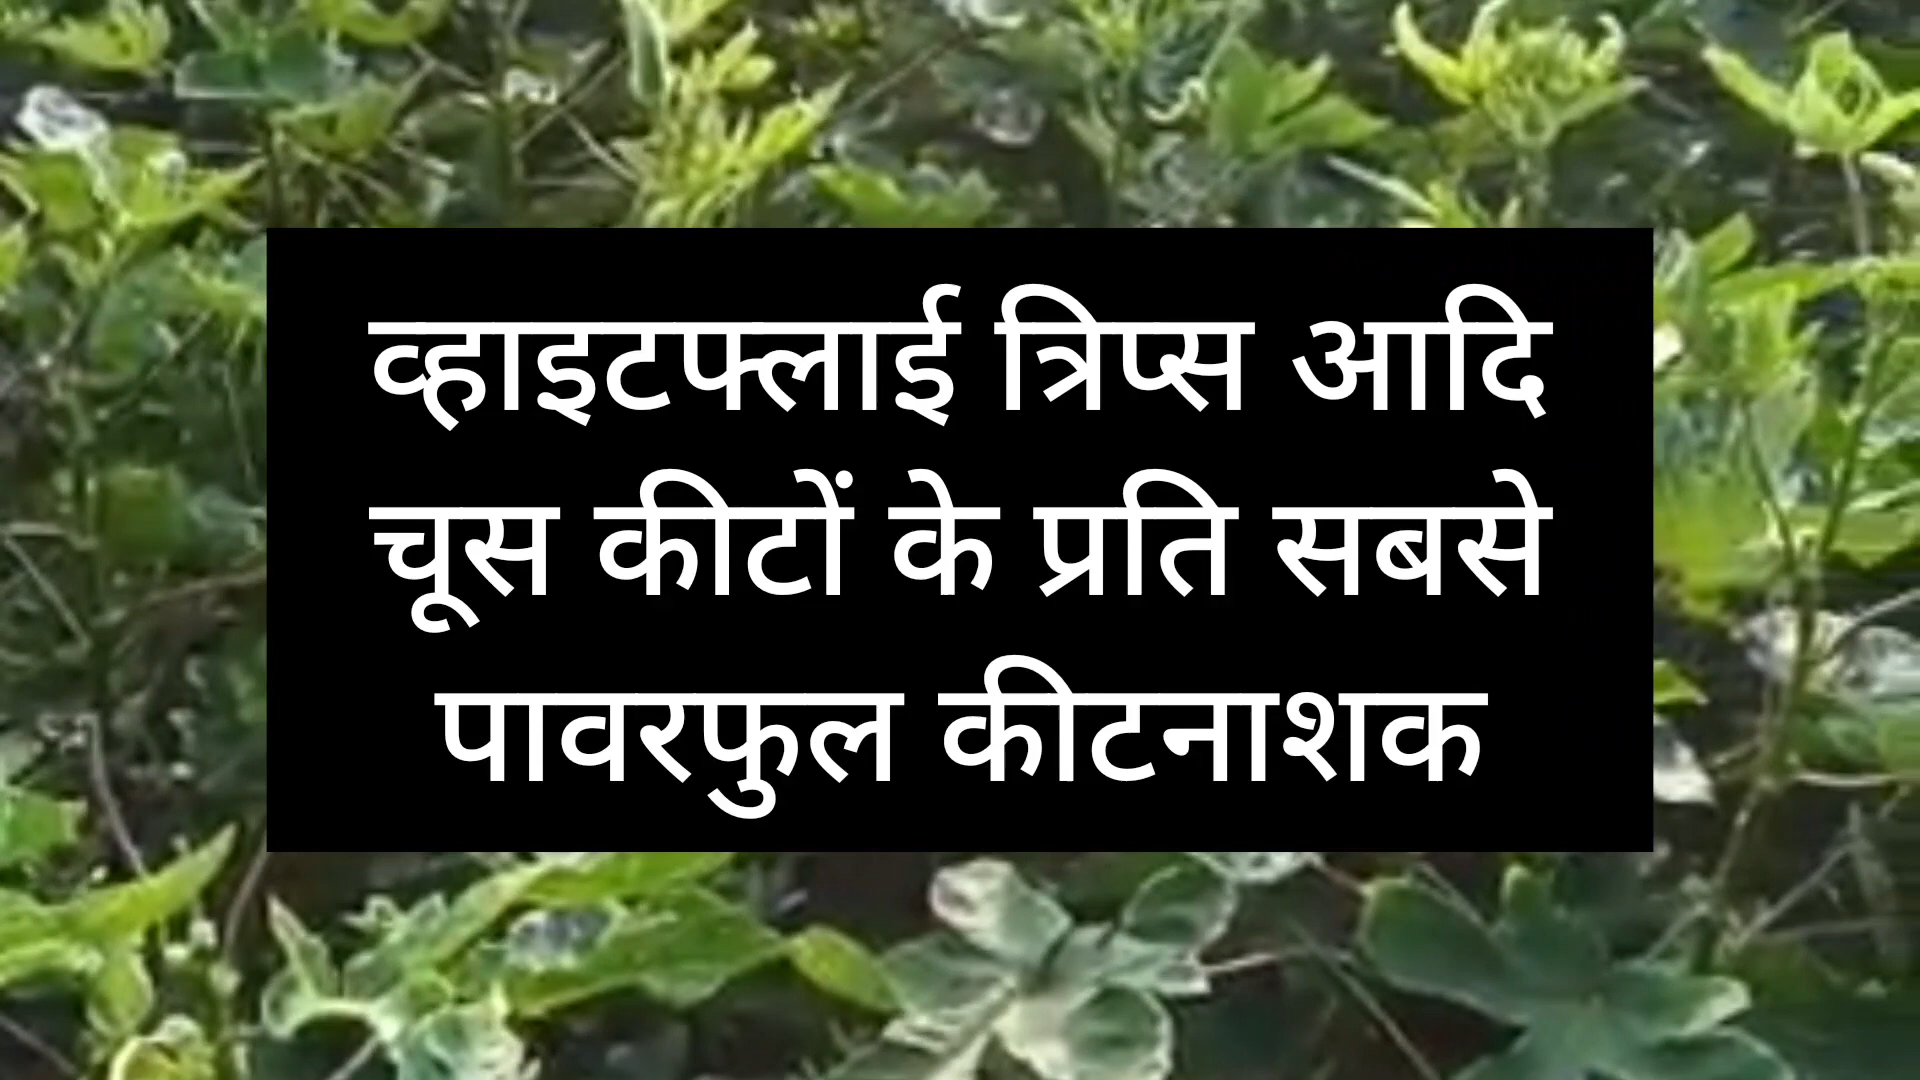 व्हाइटफ्लाई त्रिप्स आदि
चूस कीटों के प्रति सबसे
पावरफुल कीटनाशक